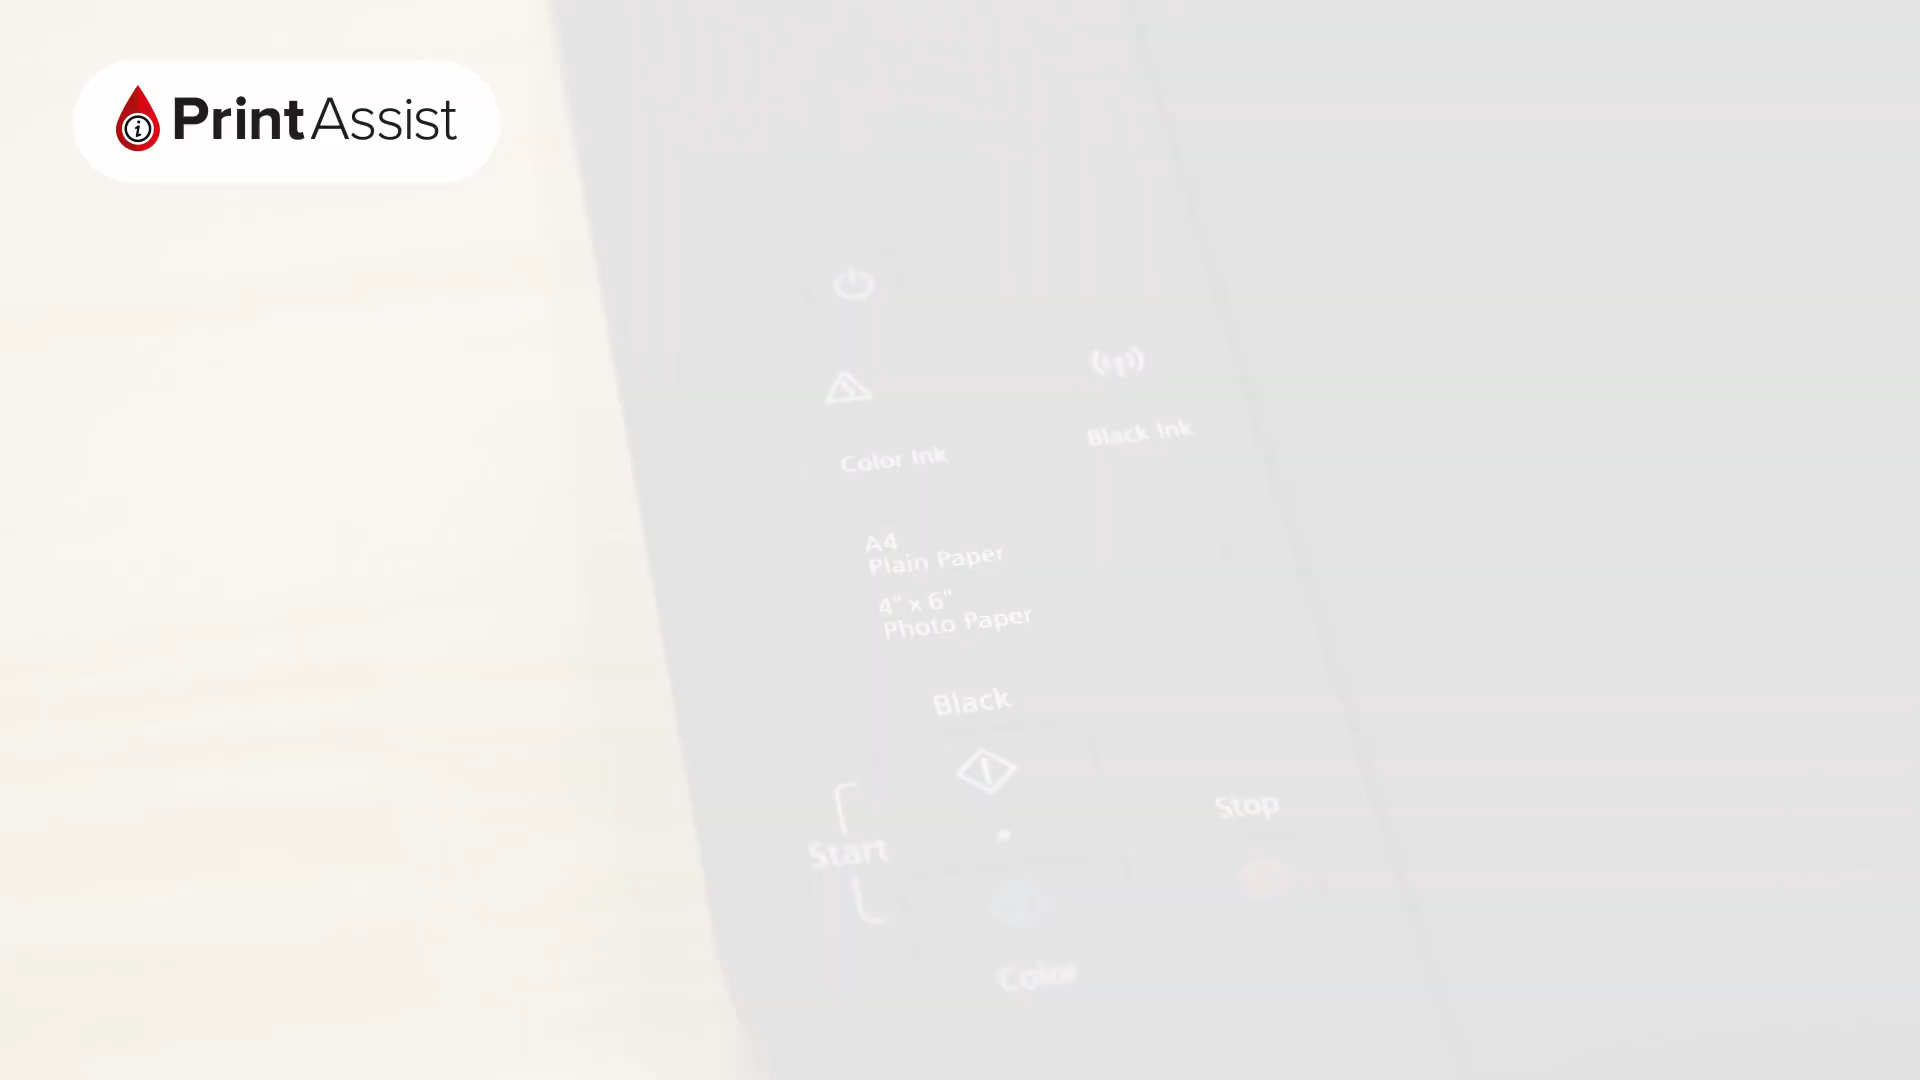 Print Assist
Color Ink
Black Ink
A4
Plain Paper
4" x 6"
Photo Paper
Black
Start
Stop
Color